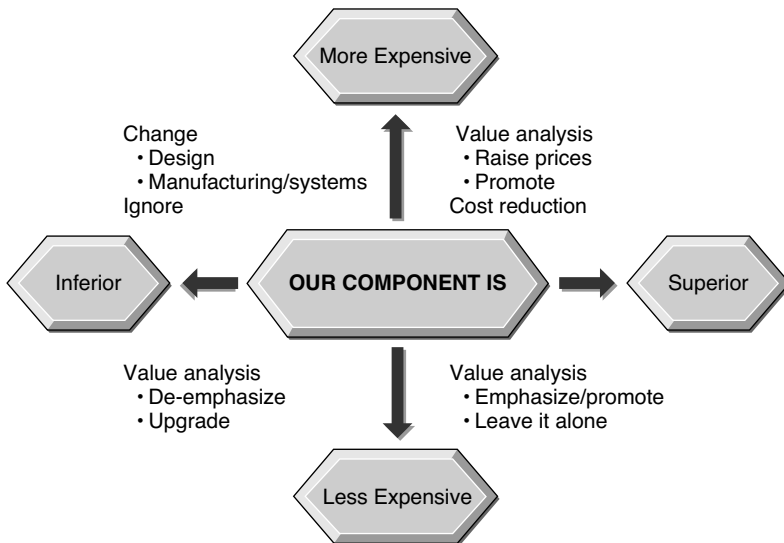 More Expensive
Change
• Design
• Manufacturing/systems
Ignore
Value analysis
• Raise prices
• Promote
Cost reduction
Inferior
OUR COMPONENT IS
Superior
Value analysis
• De-emphasize
• Upgrade
Value analysis
• Emphasize/promote
• Leave it alone
Less Expensive